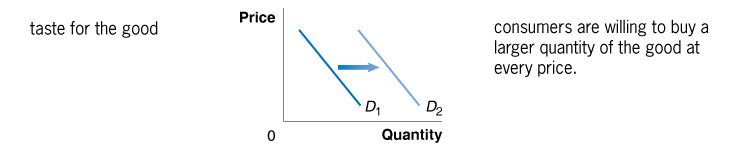 taste for the good
Price
D1
D2
0
Quantity
consumers are willing to buy a
larger quantity of the good at
every price.